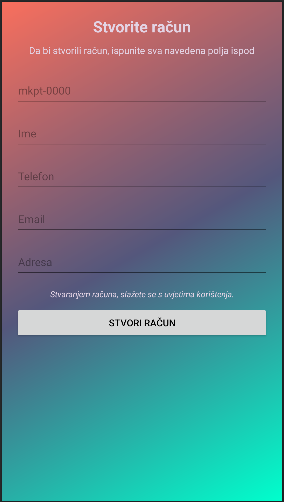 Stvorite račun
Da bi stvorili račun, ispunite sva navedena polja ispod
mkpt-0000
Ime
Telefon
Email
Adresa
Stvaranjem računa, slažete se s uvjetima korištenja.
STVORI RAČUN